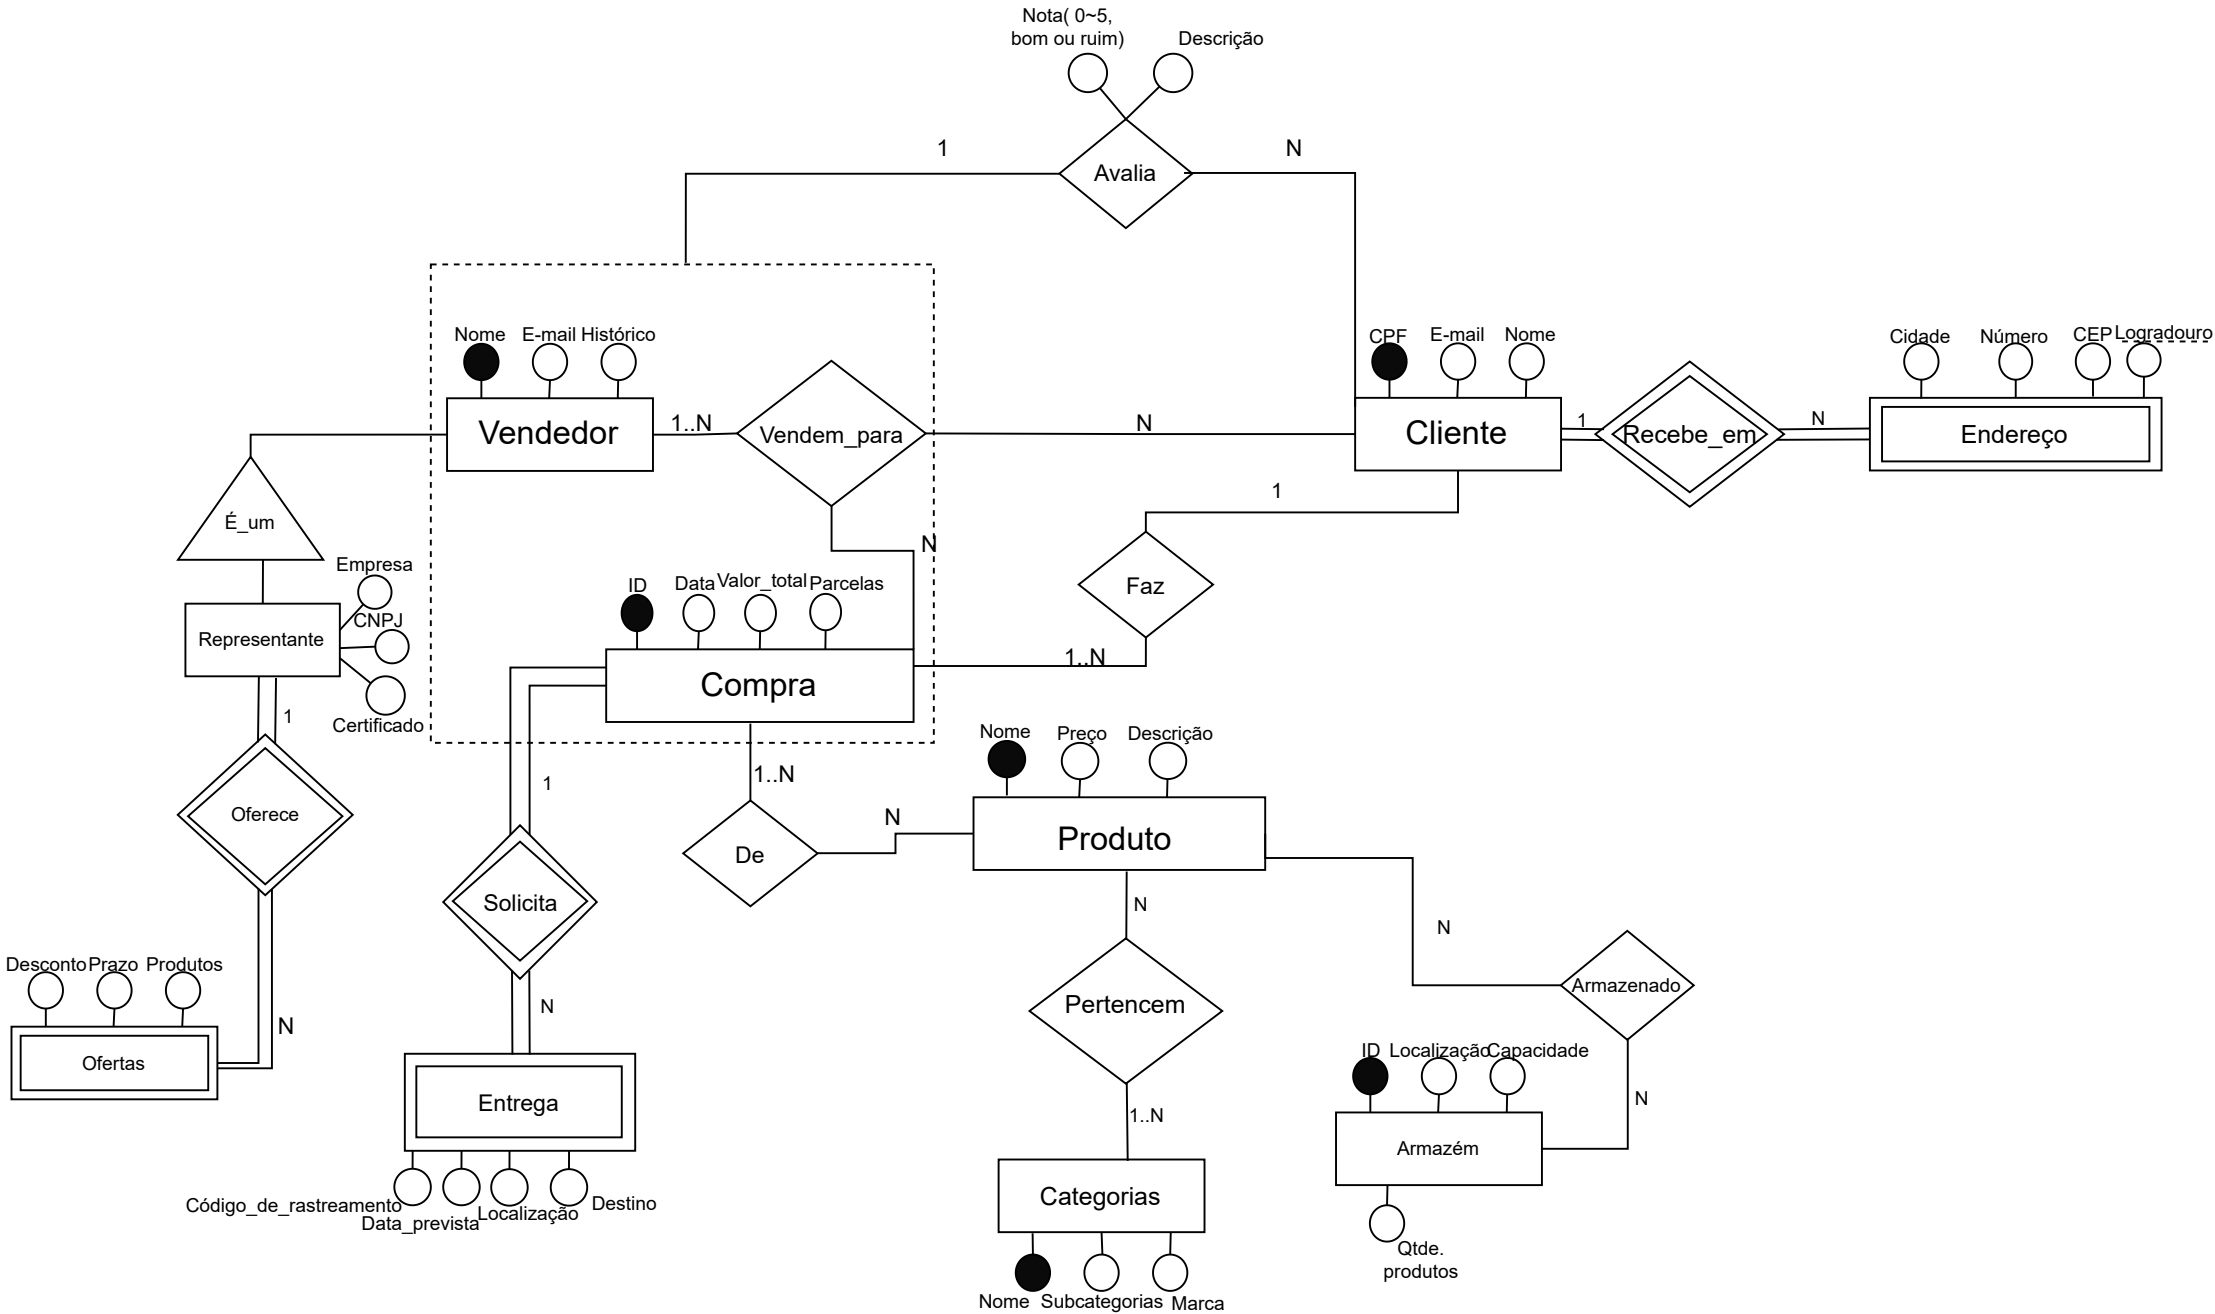 Nota( 0~5,
bom ou ruim)
Descrição
1
N
Avalia
Nome
E-mail
Histórico
CPF
E-mail
Nome
Cidade
Número
CEP
Logradouro
Vendedor
1..N
Vendem_para
N
Cliente
1
Recebe_em
N
Endereço
1
É_um
N
Empresa
CNPJ
Certificado
Representante
ID
Data
Valor_total
Parcelas
Faz
1..N
Compra
1
Nome
Preço
Descrição
1..N
1
Oferece
N
Produto
De
Solicita
N
N
Desconto
Prazo
Produtos
N
N
Pertencem
Armazenado
Ofertas
Entrega
ID
Localização
Capacidade
N
1..N
Armazém
Código_de_rastreamento
Data_prevista
Localização
Destino
Categorias
Qtde.
produtos
Nome
Subcategorias
Marca